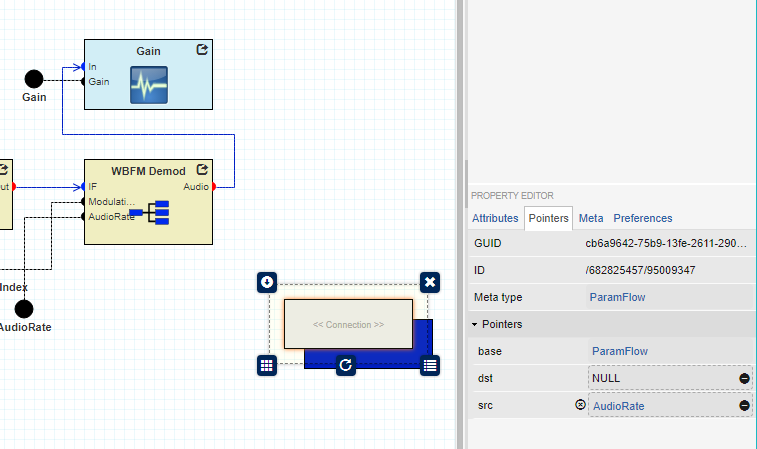 Gain
In
Gain
Gain
WBFM Demod
out
IF
Audio
Modulati...
AudioRate
Index
AudioRate
<< Connection >>
PROPERTY EDITOR
Attributes Pointers Meta Preferences
GUID cb6a9642-75b9-13fe-2611-290...
ID /682825457/95009347
Meta type ParamFlow
Pointers
base ParamFlow
dst NULL
src AudioRate